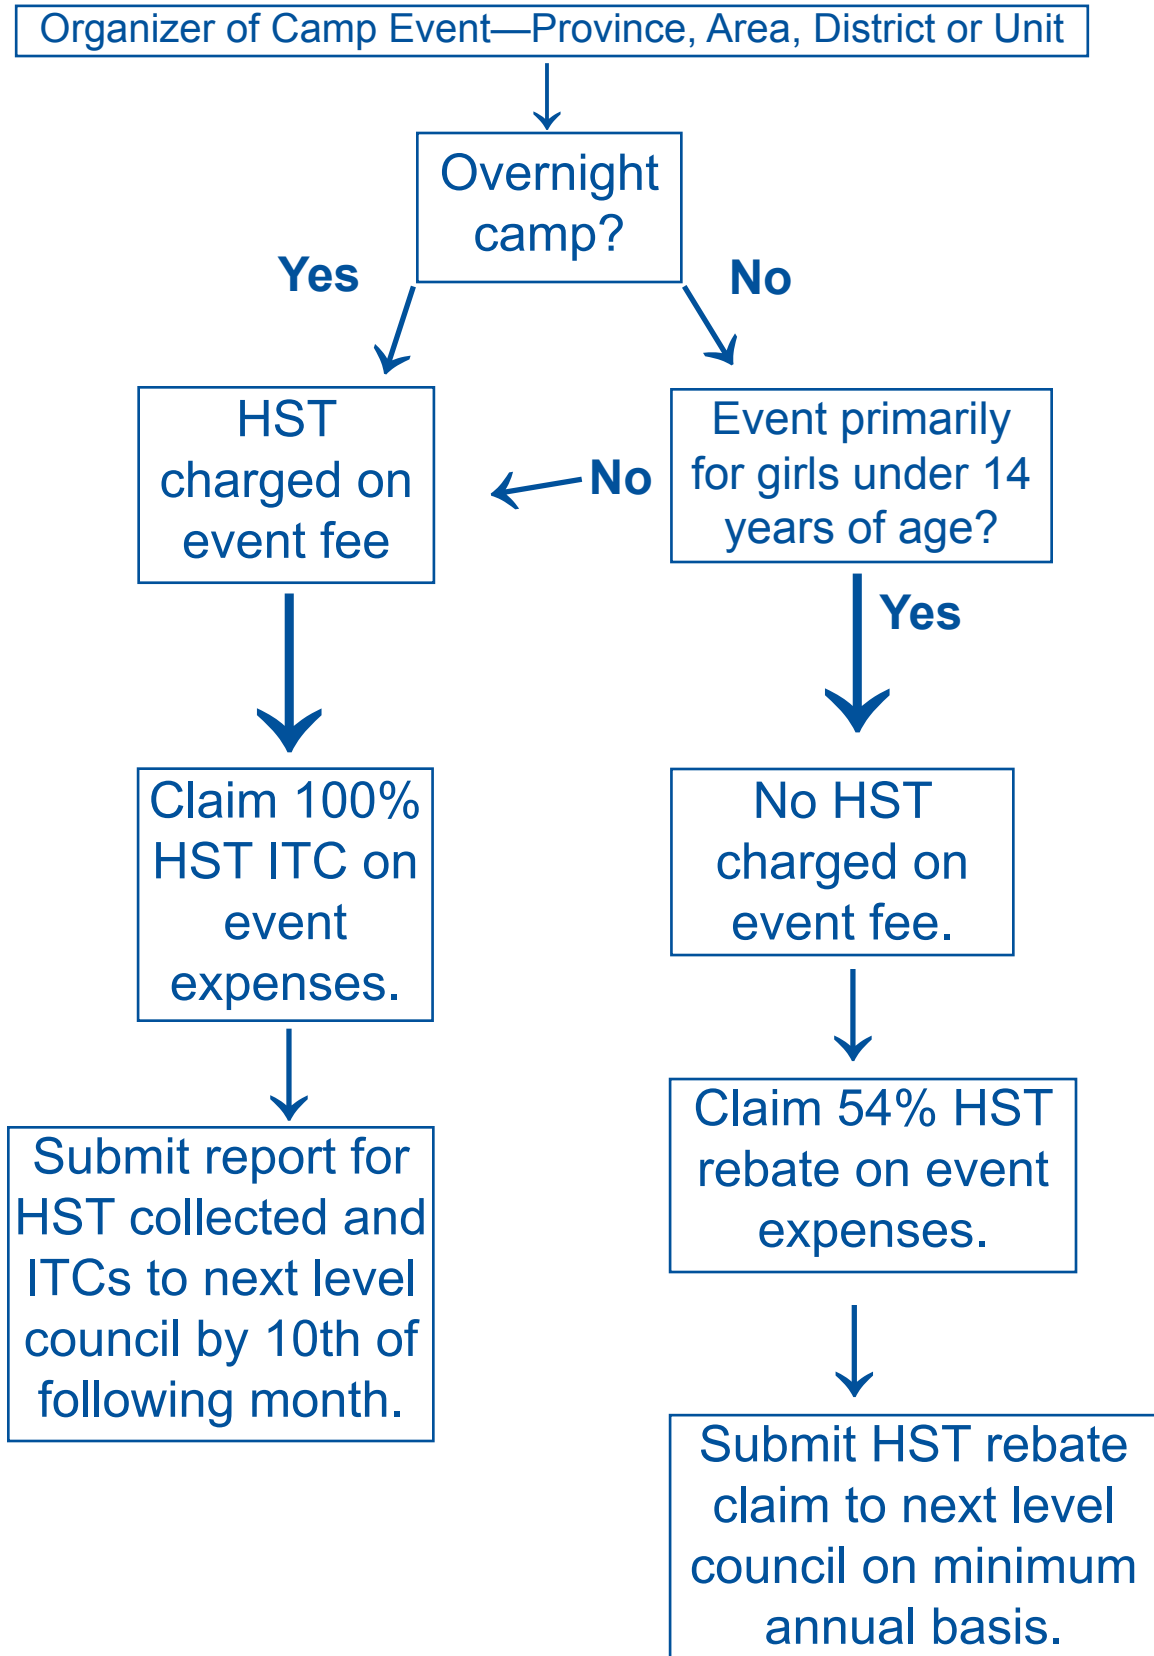 Organizer of Camp Event—Province, Area, District or Unit
Overnight
camp?
Yes
No
HST
charged on
event fee
No
Event primarily
for girls under 14
years of age?
Yes
Claim 100%
HST ITC on
event
expenses.
No HST
charged on
event fee.
Submit report for
HST collected and
ITCs to next level
council by 10th of
following month.
Claim 54% HST
rebate on event
expenses.
Submit HST rebate
claim to next level
council on minimum
annual basis.